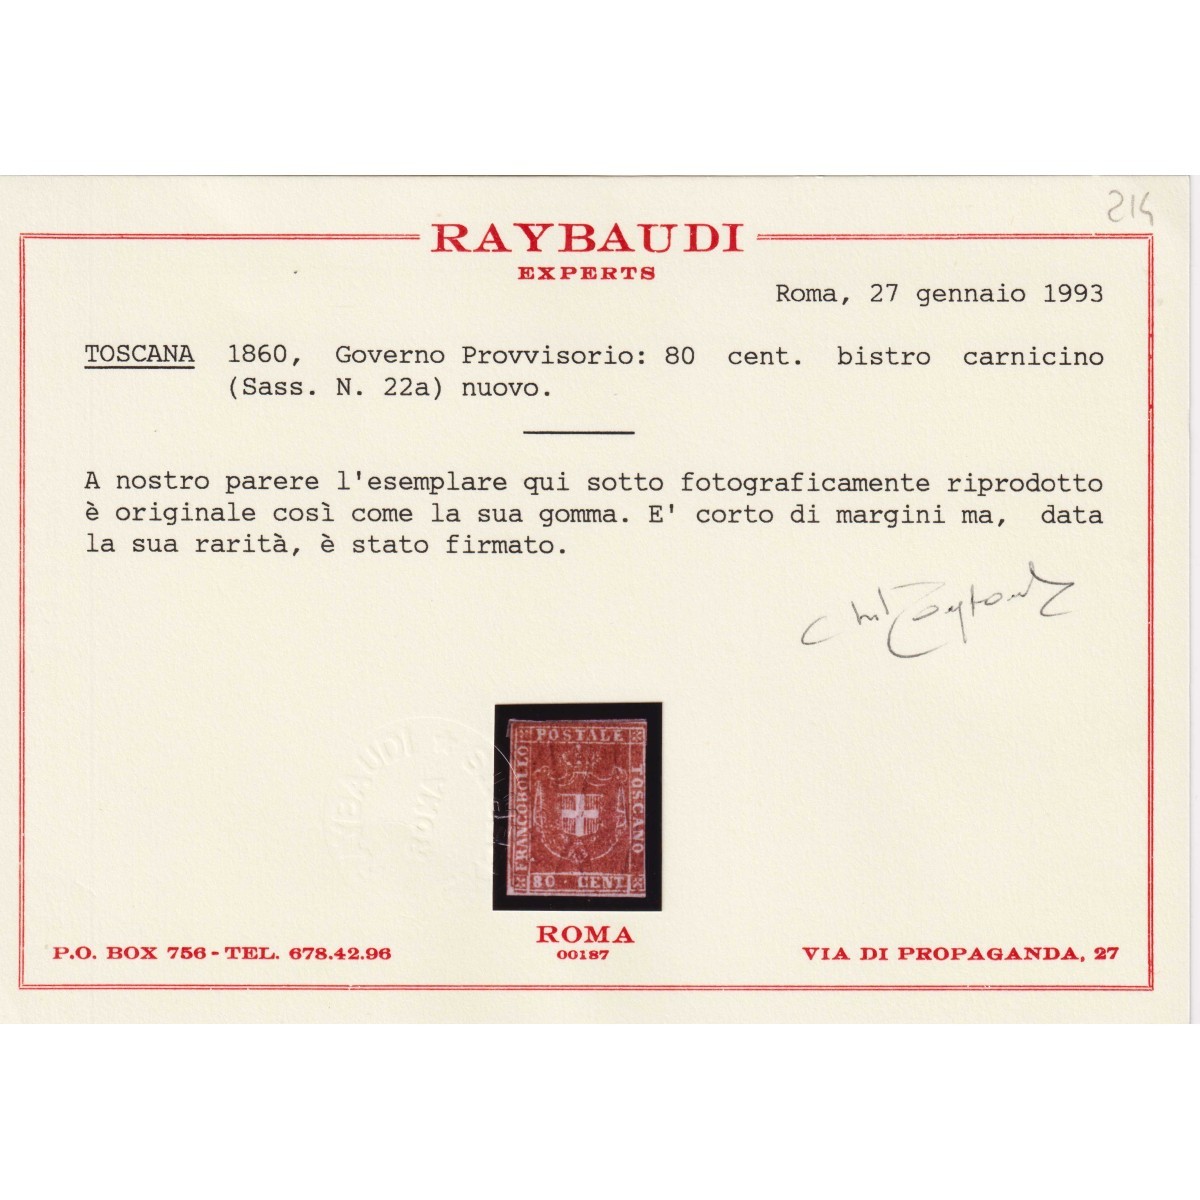 214
RAYBAUDI
EXPERTS
Roma, 27 gennaio 1993
TOSCANA 1860, Governo Provvisorio: 80 cent. bistro carnicino
(Sass. N. 22a) nuovo.
A nostro parere l'esemplare qui sotto fotograficamente riprodotto
è originale così come la sua gomma. E' corto di margini ma, data
la sua rarità, è stato firmato.
RAYBAUDI
ROMA
POSTALE
FRANCOBOLLO
TOSCANO
80 · CENT
ROMA
00187
P.O. BOX 756 - TEL. 678.42.96
VIA DI PROPAGANDA, 27